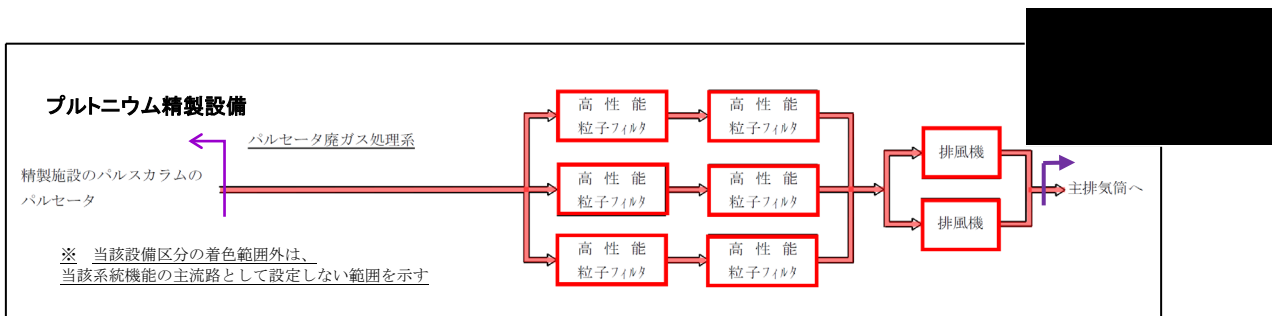 プルトニウム精製設備
パルセータ廃ガス処理系
精製施設のパルスカラムの
パルセータ
高性能
粒子フィルタ
高性能
粒子フィルタ
高性能
粒子フィルタ
高性能
粒子フィルタ
高性能
粒子フィルタ
高性能
粒子フィルタ
排風機
排風機
主排気筒へ
※ 当該設備区分の着色範囲外は、
当該系統機能の主流路として設定しない範囲を示す